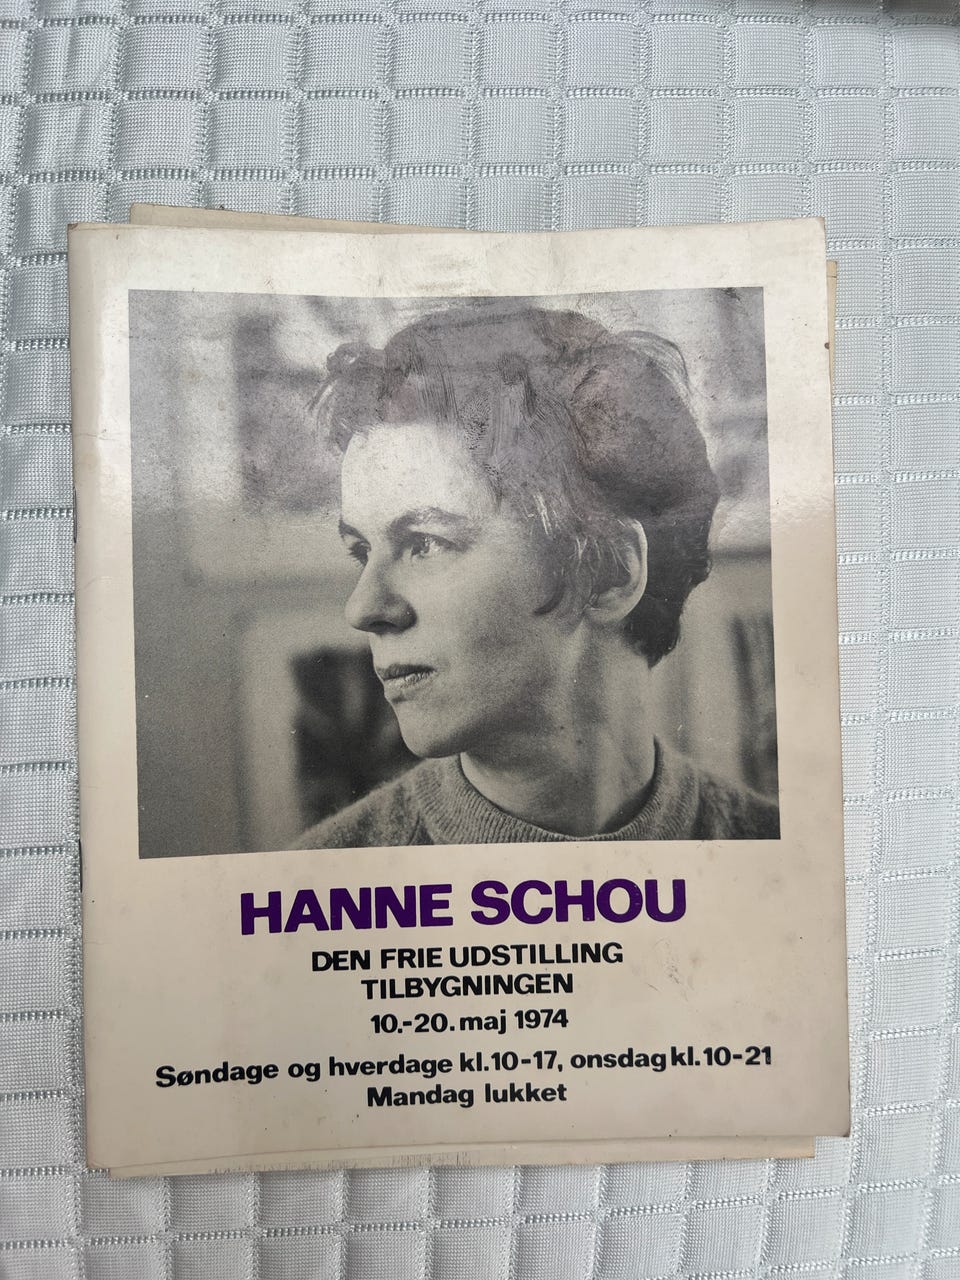 HANNE SCHOU
DEN FRIE UDSTILLING
TILBYGNINGEN
10.-20. maj 1974
Søndage og hverdage kl.10-17, onsdag kl.10-21
Mandag lukket